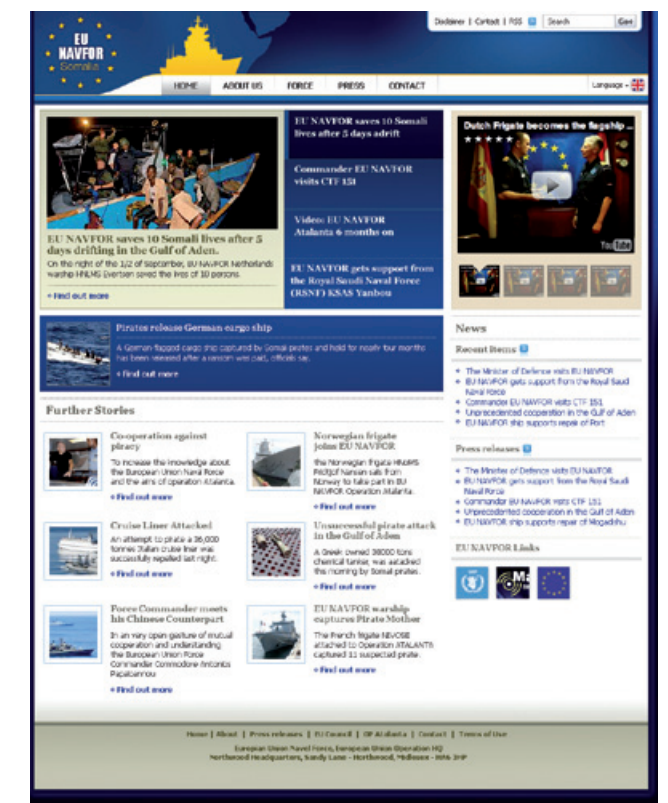 Disclaimer | Contact | RSS Search Go
EU
NAVFOR
Somalia
HOME ABOUT US FORCE PRESS CONTACT
Language
EU NAVFOR saves 10 Somali lives after 5
days drifting in the Gulf of Aden.
On the night of the 1/2 of September, EU NAVFOR Netherlands
warship HNLMS Evertsen saved the lives of 10 persons.
» Find out more
EU NAVFOR saves 10 Somali
lives after 5 days adrift
Commander EU NAVFOR
visits CTF 151
Video: EU NAVFOR
Atalanta 6 months on
EU NAVFOR gets support from
the Royal Saudi Naval Force
(RSNF) KSAS Yanbou
Dutch Frigate becomes the flagship ...
YouTube
Pirates release German cargo ship
A German flagged cargo ship captured by Somali pirates and held for nearly four months
has been released after a ransom was paid, officials say.
» Find out more
Further Stories
Co-operation against
piracy
To increase the knowledge about
the European Union Naval Force
and the aims of operation Atalanta.
» Find out more
Norwegian frigate
joins EU NAVFOR
the Norwegian frigate HNoMS
Fridtjof Nansen sails from
Norway to take part in EU
NAVFOR Operation Atalanta.
» Find out more
Cruise Liner Attacked
An attempt to pirate a 36,000
tonnes Italian cruise liner was
successfully repelled last night.
» Find out more
Unsuccessful pirate attack
in the Gulf of Aden
A Greek owned 38000 tons
chemical tanker, was attacked
this morning by Somali pirates.
» Find out more
Force Commander meets
his Chinese Counterpart
In an very open gesture of mutual
cooperation and understanding
the European Union Force
Commander Commodore Antonios
Papaioannou
» Find out more
EU NAVFOR warship
captures Pirate Mother
The French frigate NIVOSE
attached to Operation ATALANTA
captured 11 suspected pirate.
» Find out more
News
Recent Items
The Minister of Defence visits EU NAVFOR
EU NAVFOR gets support from the Royal Saudi
Naval Force
Commander EU NAVFOR visits CTF 151
Unprecedented cooperation in the Gulf of Aden
EU NAVFOR ship supports repair of Port
Press releases
The Minister of Defence visits EU NAVFOR
EU NAVFOR gets support from the Royal Saudi
Naval Force
Commander EU NAVFOR visits CTF 151
Unprecedented cooperation in the Gulf of Aden
EU NAVFOR ship supports repair of Mogadishu
EU NAVFOR Links
Home | About | Press releases | EU Council | OP Atalanta | Contact | Terms of Use
European Union Naval Force, European Union Operation HQ
Northwood Headquarters, Sandy Lane - Northwood, Middlesex - HA6 3HP